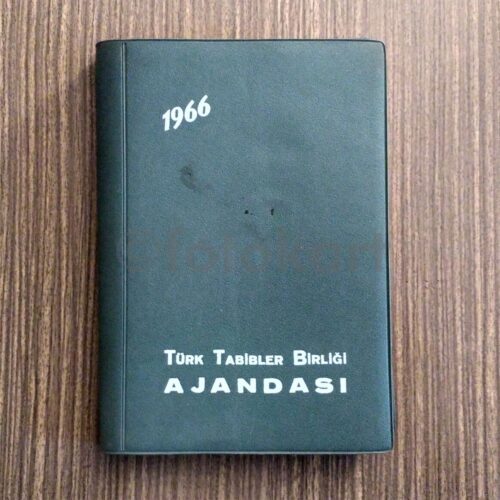 1966
TÜRK TABİBLER BİRLİĞİ
AJANDASI